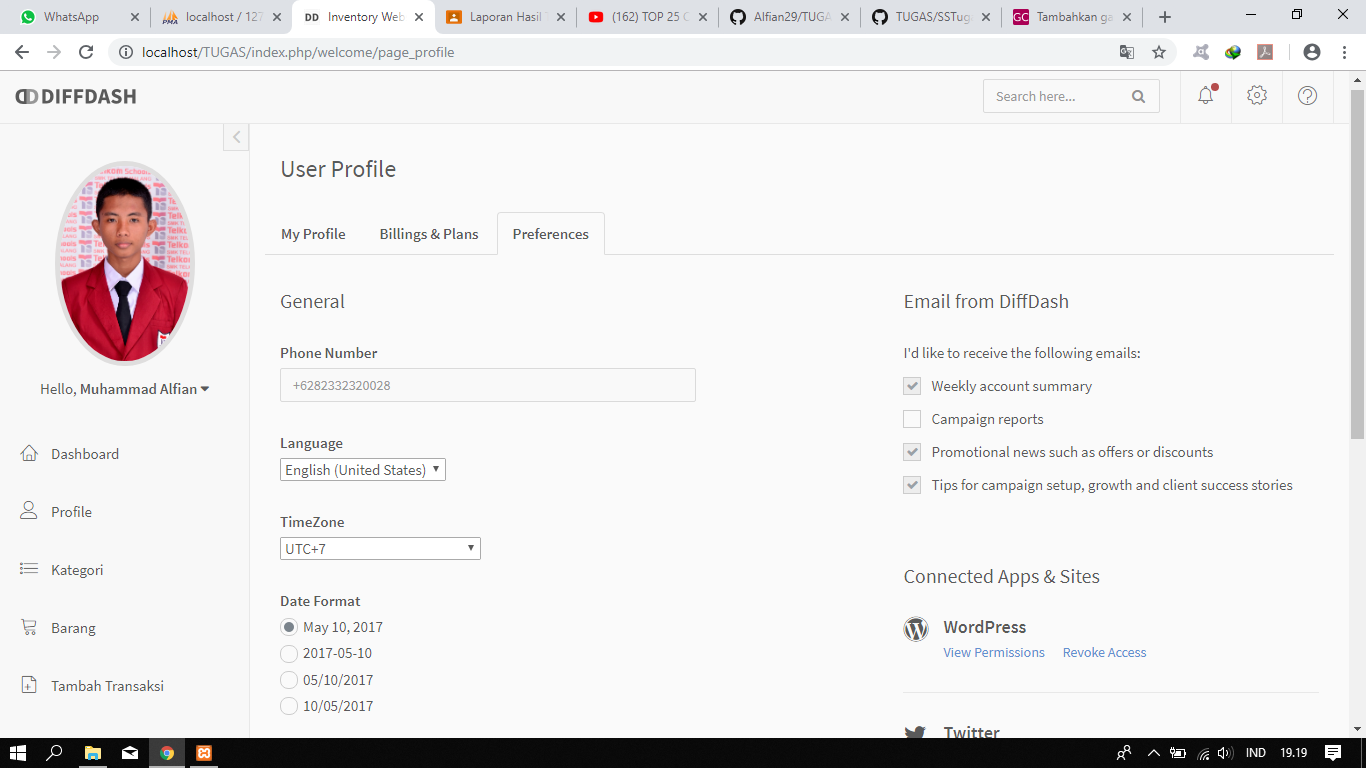 WhatsApp
localhost / 127
DD Inventory Web
Laporan Hasil
(162) TOP 25 C
Alfian29/TUGA
TUGAS/SSTug
GC Tambahkan ga
localhost/TUGAS/index.php/welcome/page_profile
DIFFDASH
Search here...
User Profile
My Profile
Billings & Plans
Preferences
Hello, Muhammad Alfian
Dashboard
Profile
Kategori
Barang
Tambah Transaksi
General
Phone Number
+6282332320028
Language
English (United States)
TimeZone
UTC+7
Date Format
May 10, 2017
2017-05-10
05/10/2017
10/05/2017
Email from DiffDash
I'd like to receive the following emails:
Weekly account summary
Campaign reports
Promotional news such as offers or discounts
Tips for campaign setup, growth and client success stories
Connected Apps & Sites
WordPress
View Permissions Revoke Access
Twitter
IND 19.19